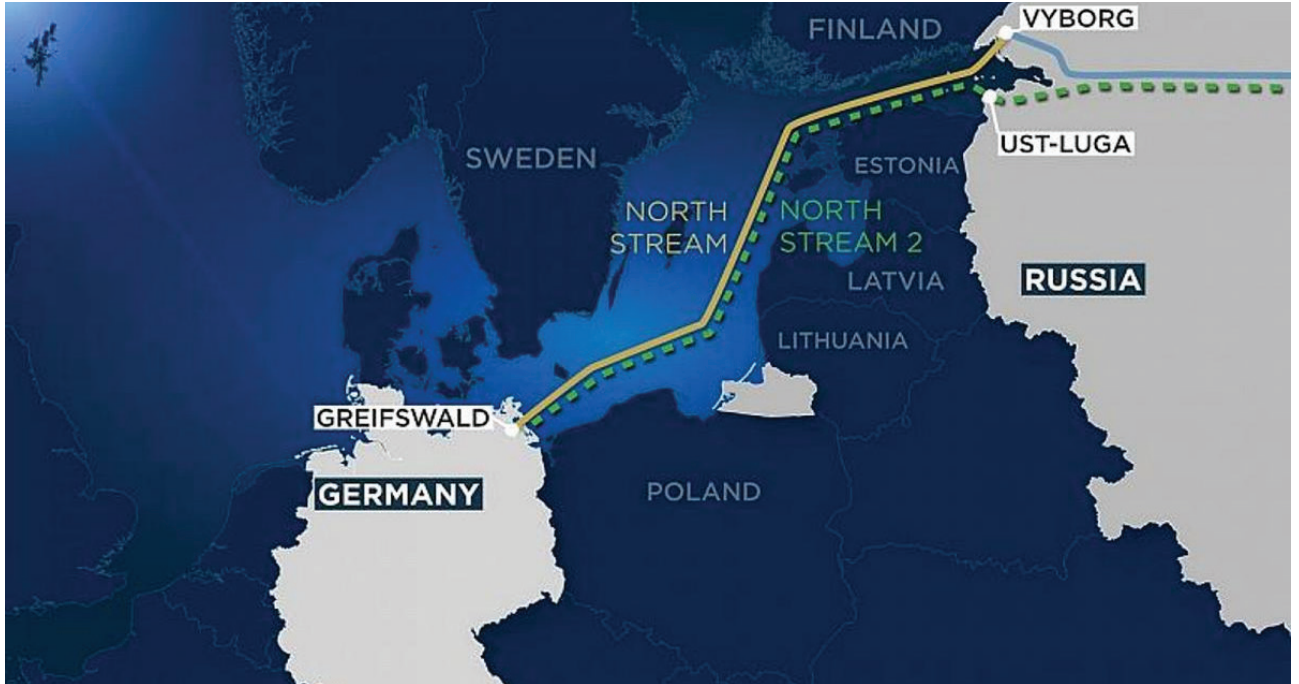 VYBORG
FINLAND
UST-LUGA
SWEDEN
ESTONIA
NORTH
STREAM
NORTH
STREAM 2
LATVIA
RUSSIA
LITHUANIA
GREIFSWALD
GERMANY
POLAND